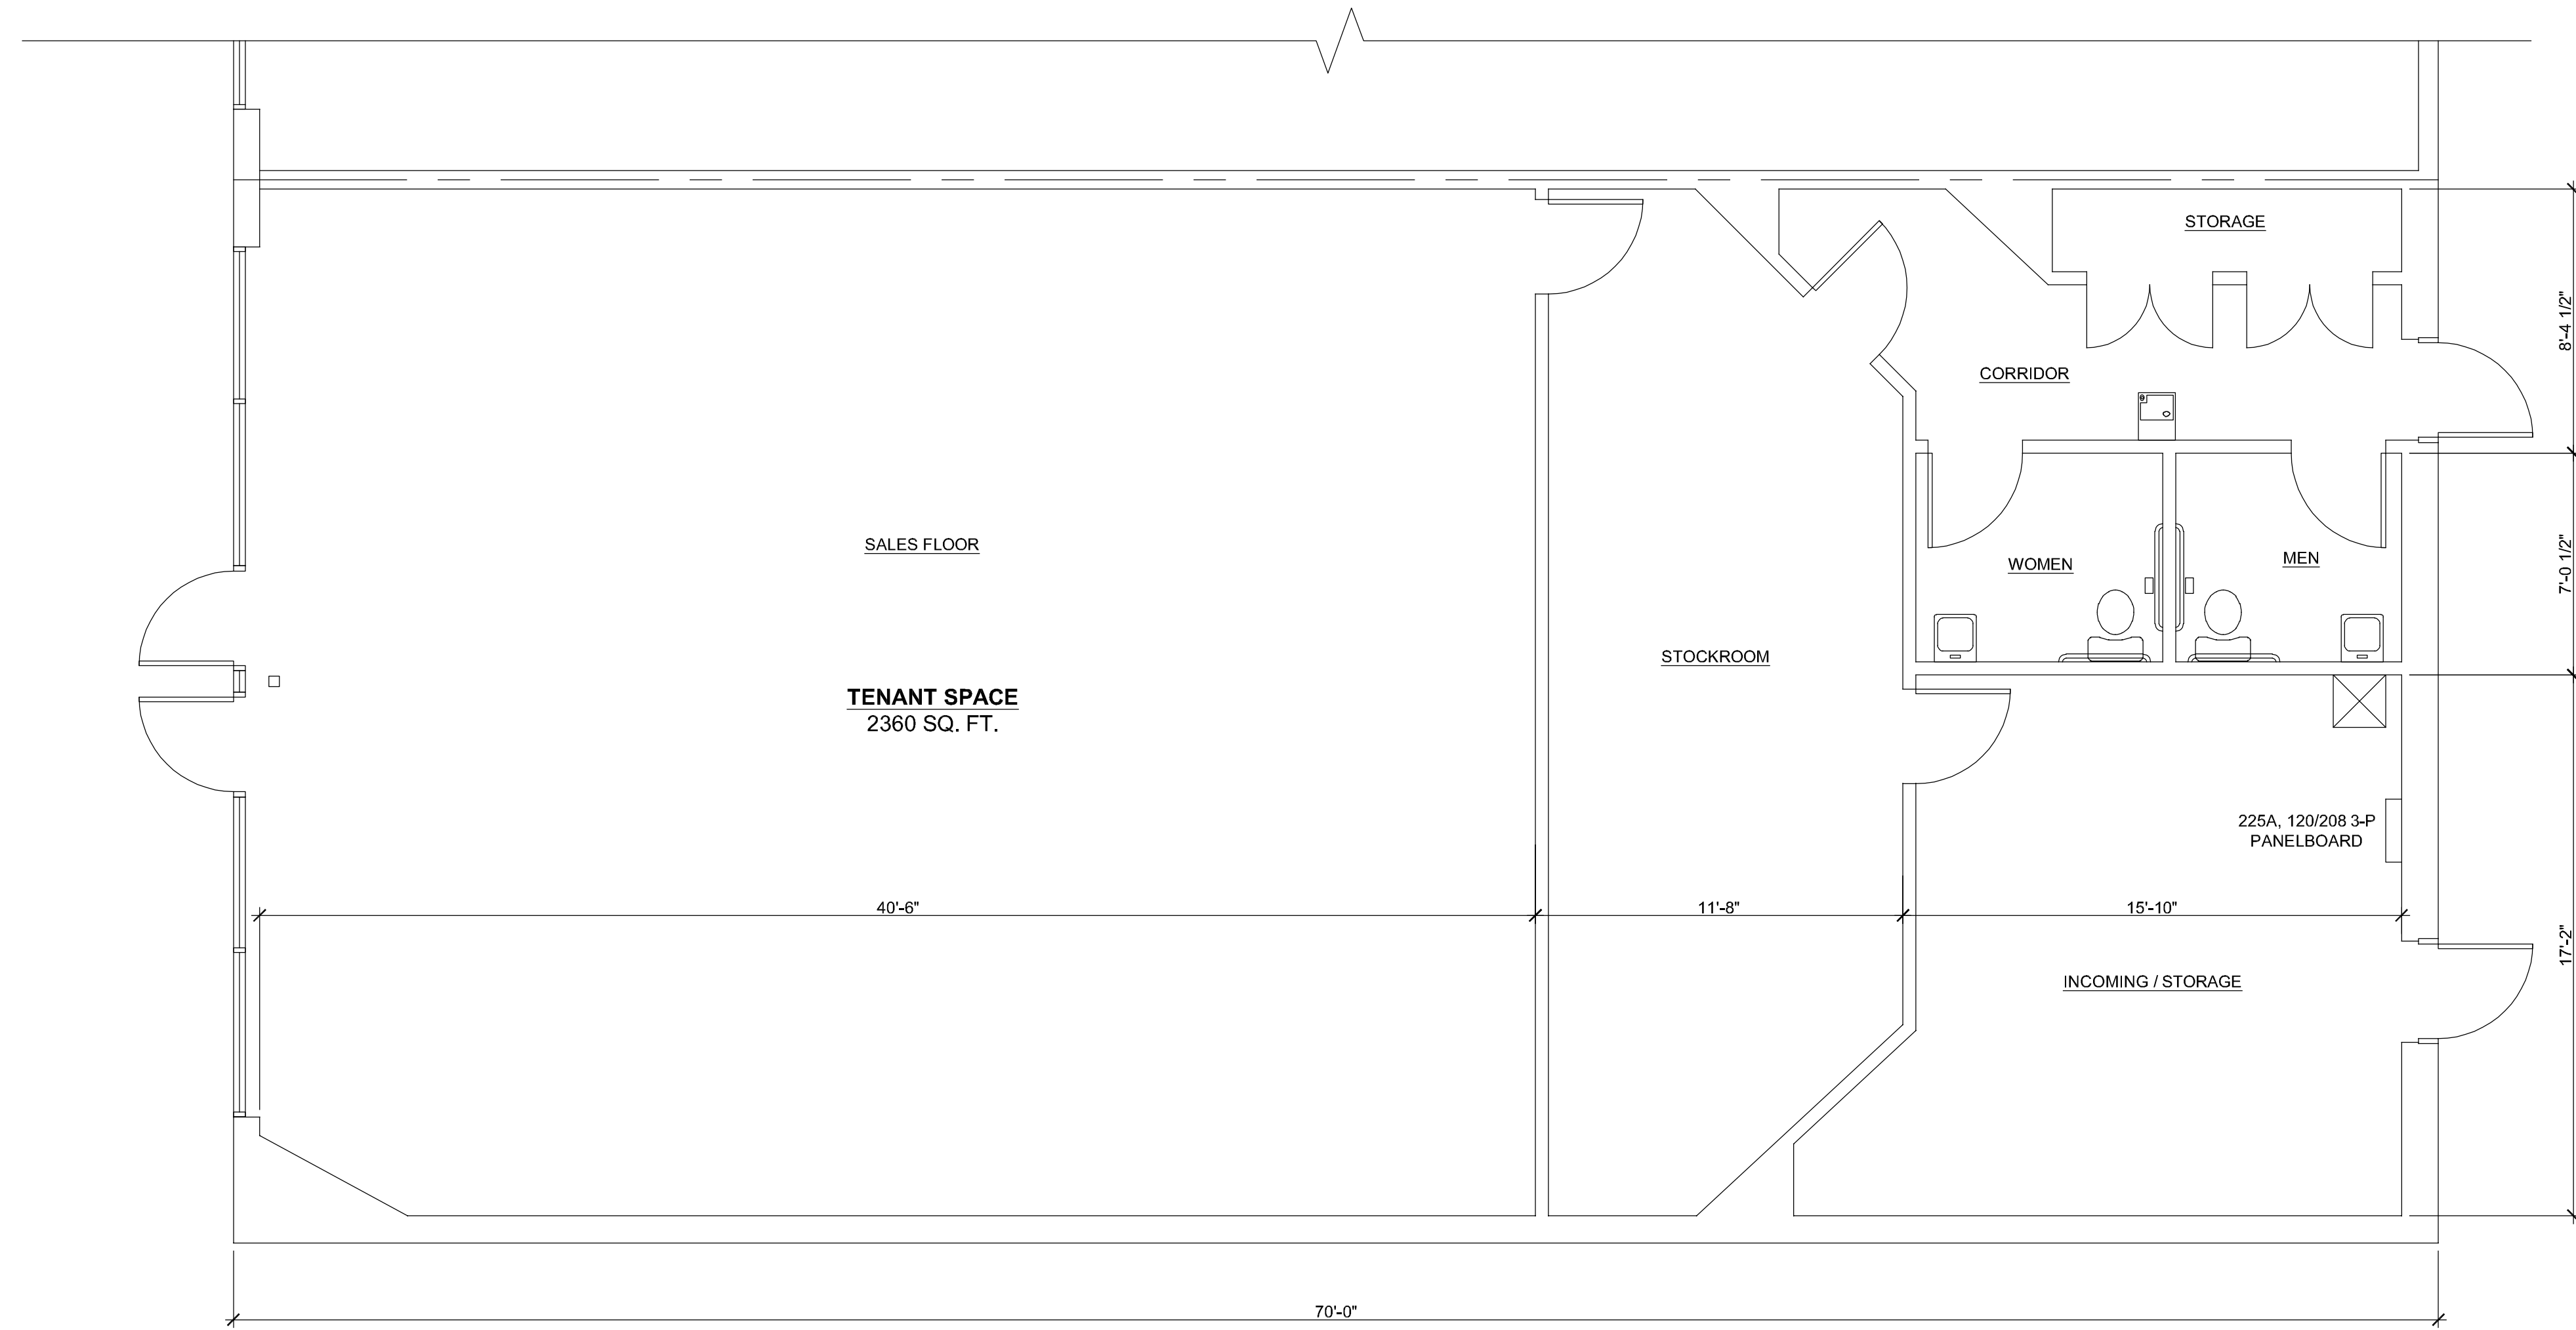 STORAGE
8'-4 1/2"
CORRIDOR
SALES FLOOR
WOMEN
MEN
7'-0 1/2"
STOCKROOM
TENANT SPACE
2360 SQ. FT.
225A, 120/208 3-P
PANELBOARD
40'-6"
11'-8"
15'-10"
17'-2"
INCOMING / STORAGE
70'-0"